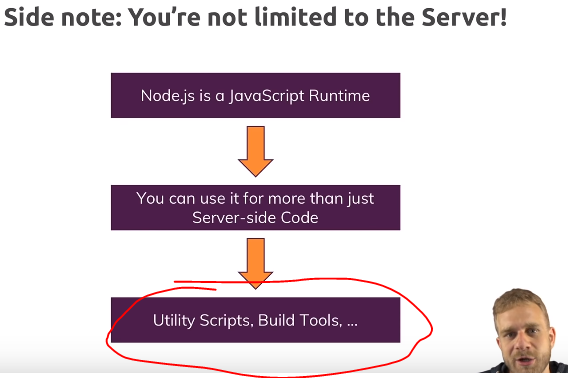 Side note: You're not limited to the Server!
Node.js is a JavaScript Runtime
You can use it for more than just
Server-side Code
Utility Scripts, Build Tools, ...